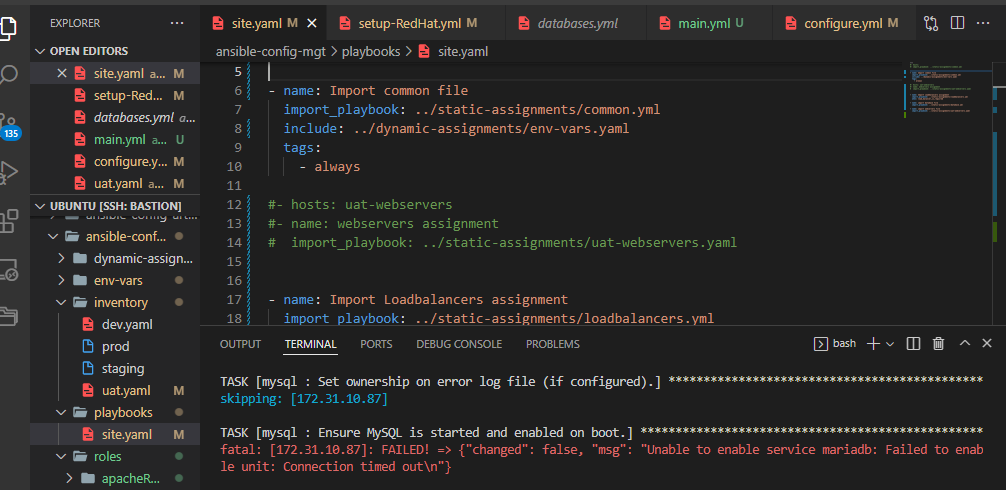 EXPLORER
OPEN EDITORS
site.yaml a... M
setup-Red... M
databases.yml a...
main.yml a... U
configure.y... M
uat.yaml a... M
135
UBUNTU [SSH: BASTION]
ansible-config-art...
ansible-conf...
dynamic-assign...
env-vars
inventory
dev.yaml
prod
staging
uat.yaml M
playbooks
site.yaml M
roles
apacheR...
site.yaml M
setup-RedHat.yml M
databases.yml
main.yml U
configure.yml M
ansible-config-mgt > playbooks > site.yaml
5
6 - name: Import common file
7 import_playbook: ../static-assignments/common.yml
8 include: ../dynamic-assignments/env-vars.yaml
9 tags:
10 - always
11
12 #- hosts: uat-webservers
13 #- name: webservers assignment
14 # import_playbook: ../static-assignments/uat-webservers.yaml
15
16
17 - name: Import Loadbalancers assignment
18 import_playbook: ../static-assignments/loadbalancers.yml
OUTPUT TERMINAL PORTS DEBUG CONSOLE PROBLEMS
bash
TASK [mysql : Set ownership on error log file (if configured).] *********************************************
skipping: [172.31.10.87]
TASK [mysql : Ensure MySQL is started and enabled on boot.] *************************************************
fatal: [172.31.10.87]: FAILED! => {"changed": false, "msg": "Unable to enable service mariadb: Failed to enab
le unit: Connection timed out\n"}